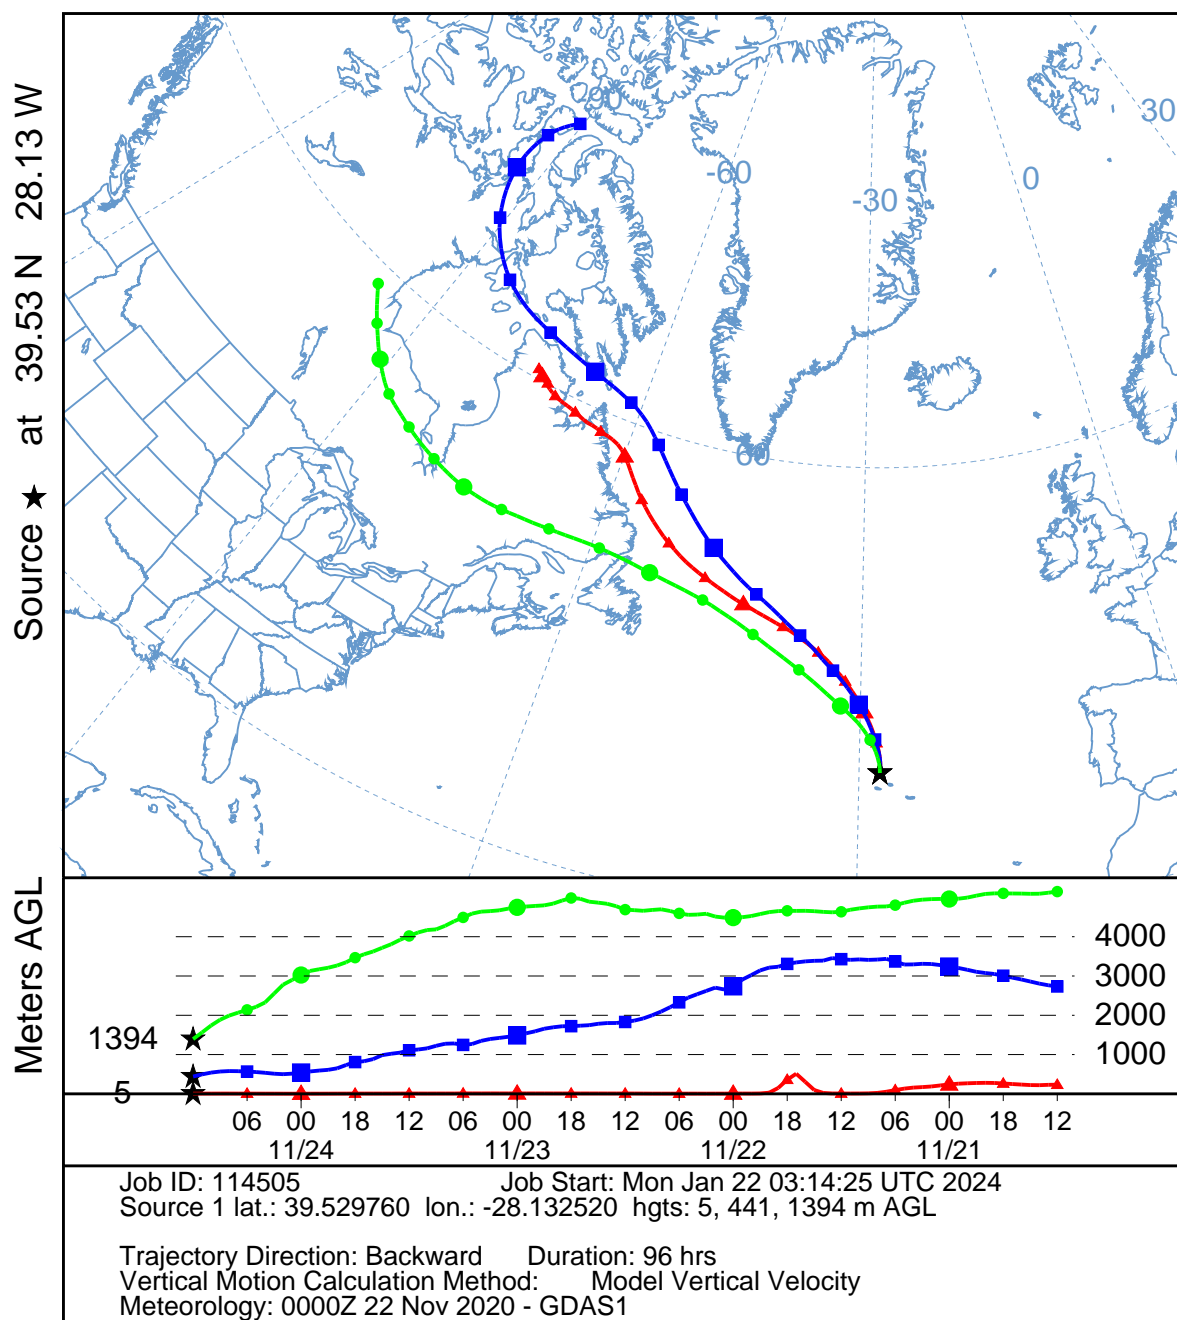 Source ★ at 39.53 N 28.13 W
90
30
-60
0
-30
60
Meters AGL
4000
3000
2000
1394
1000
5
06 00 18 12 06 00 18 12 06 00 18 12 06 00 18 12
11/24 11/23 11/22 11/21
Job ID: 114505 Job Start: Mon Jan 22 03:14:25 UTC 2024
Source 1 lat.: 39.529760 lon.: -28.132520 hgts: 5, 441, 1394 m AGL
Trajectory Direction: Backward Duration: 96 hrs
Vertical Motion Calculation Method: Model Vertical Velocity
Meteorology: 0000Z 22 Nov 2020 - GDAS1